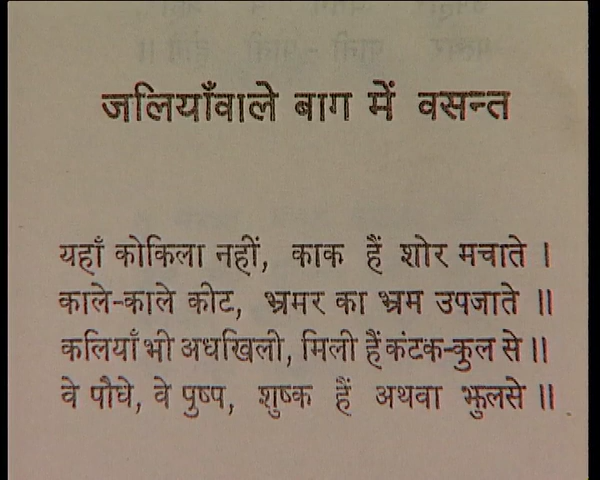 जलियाँवाले बाग में वसन्त
यहाँ कोकिला नहीं, काक हैं शोर मचाते ।
काले-काले कीट, भ्रमर का भ्रम उपजाते ॥
कलियाँ भी अधखिली, मिली हैं कंटक-कुल से ॥
वे पौधे, वे पुष्प, शुष्क हैं अथवा झुलसे ॥